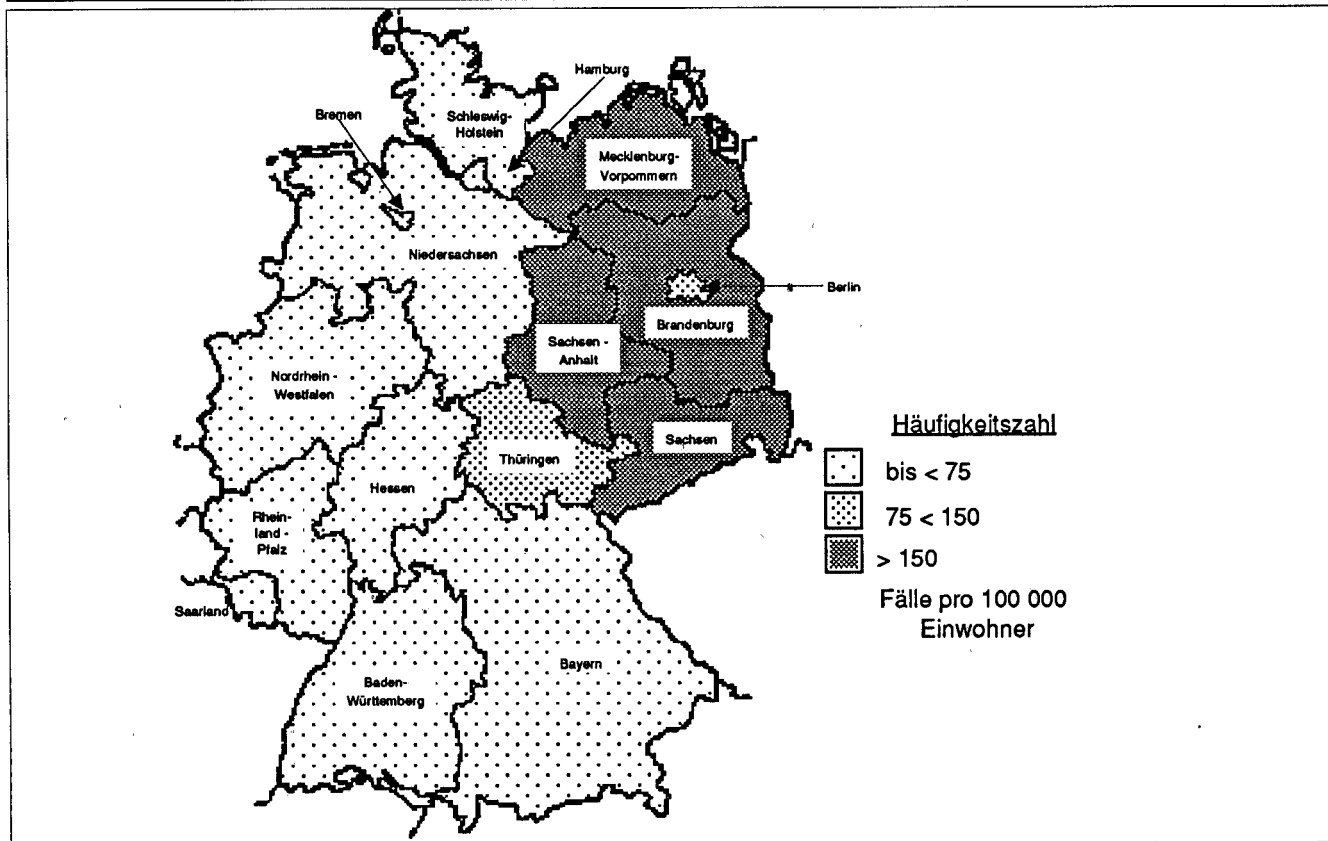 Hamburg
Bremen
Schleswig-
Holstein
Mecklenburg-
Vorpommern
Niedersachsen
Berlin
Brandenburg
Sachsen -
Anhalt
Nordrhein -
Westfalen
Sachsen
Thüringen
Hessen
Rhein-
land -
Pfalz
Saarland
Bayern
Baden-
Württemberg
Häufigkeitszahl
bis < 75
75 < 150
> 150
Fälle pro 100 000
Einwohner